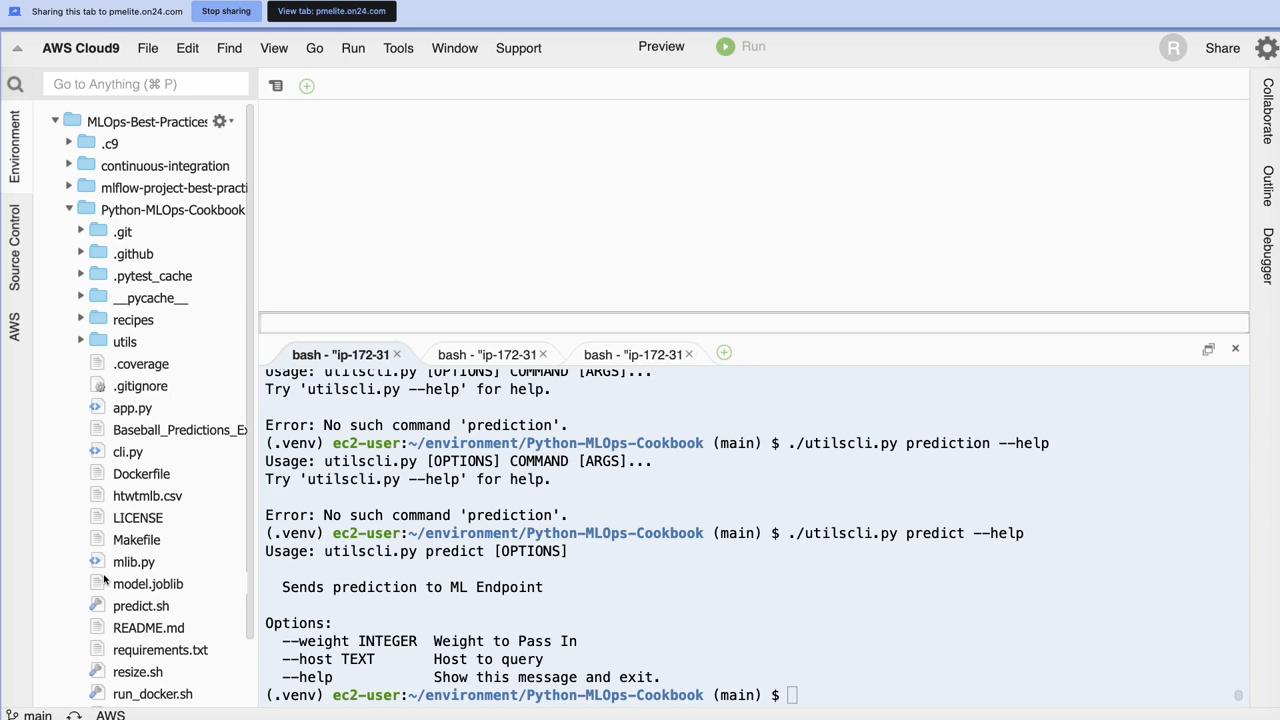 Sharing this tab to pmelite.on24.com Stop sharing View tab: pmelite.on24.com
AWS Cloud9 File Edit Find View Go Run Tools Window Support Preview Run R Share
Go to Anything (⌘ P)
Environment
Source Control
AWS
MLOps-Best-Practices
.c9
continuous-integration
mlflow-project-best-practi
Python-MLOps-Cookbook
.git
.github
.pytest_cache
__pycache__
recipes
utils
.coverage
.gitignore
app.py
Baseball_Predictions_Ex
cli.py
Dockerfile
htwtmlb.csv
LICENSE
Makefile
mlib.py
model.joblib
predict.sh
README.md
requirements.txt
resize.sh
run_docker.sh
main AWS
bash - "ip-172-31 bash - "ip-172-31 bash - "ip-172-31
Usage: utilscli.py [OPTIONS] COMMAND [ARGS]...
Try 'utilscli.py --help' for help.
Error: No such command 'prediction'.
(.venv) ec2-user:~/environment/Python-MLOps-Cookbook (main) $ ./utilscli.py prediction --help
Usage: utilscli.py [OPTIONS] COMMAND [ARGS]...
Try 'utilscli.py --help' for help.
Error: No such command 'prediction'.
(.venv) ec2-user:~/environment/Python-MLOps-Cookbook (main) $ ./utilscli.py predict --help
Usage: utilscli.py predict [OPTIONS]
Sends prediction to ML Endpoint
Options:
--weight INTEGER Weight to Pass In
--host TEXT Host to query
--help Show this message and exit.
(.venv) ec2-user:~/environment/Python-MLOps-Cookbook (main) $
Collaborate
Outline
Debugger